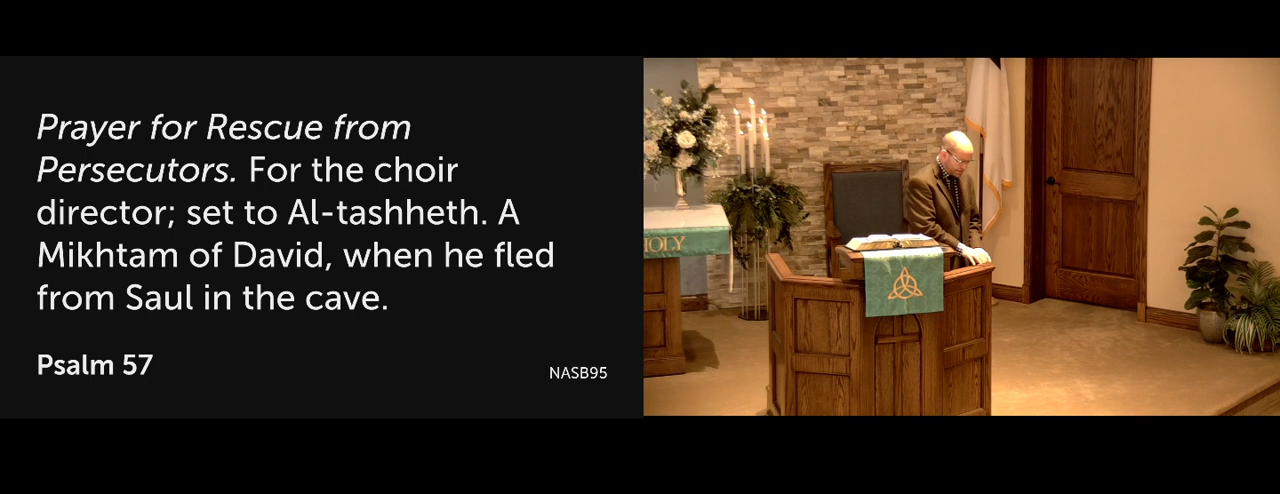 Prayer for Rescue from
Persecutors. For the choir
director; set to Al-tashheth. A
Mikhtam of David, when he fled
from Saul in the cave.
Psalm 57
NASB95
HOLY